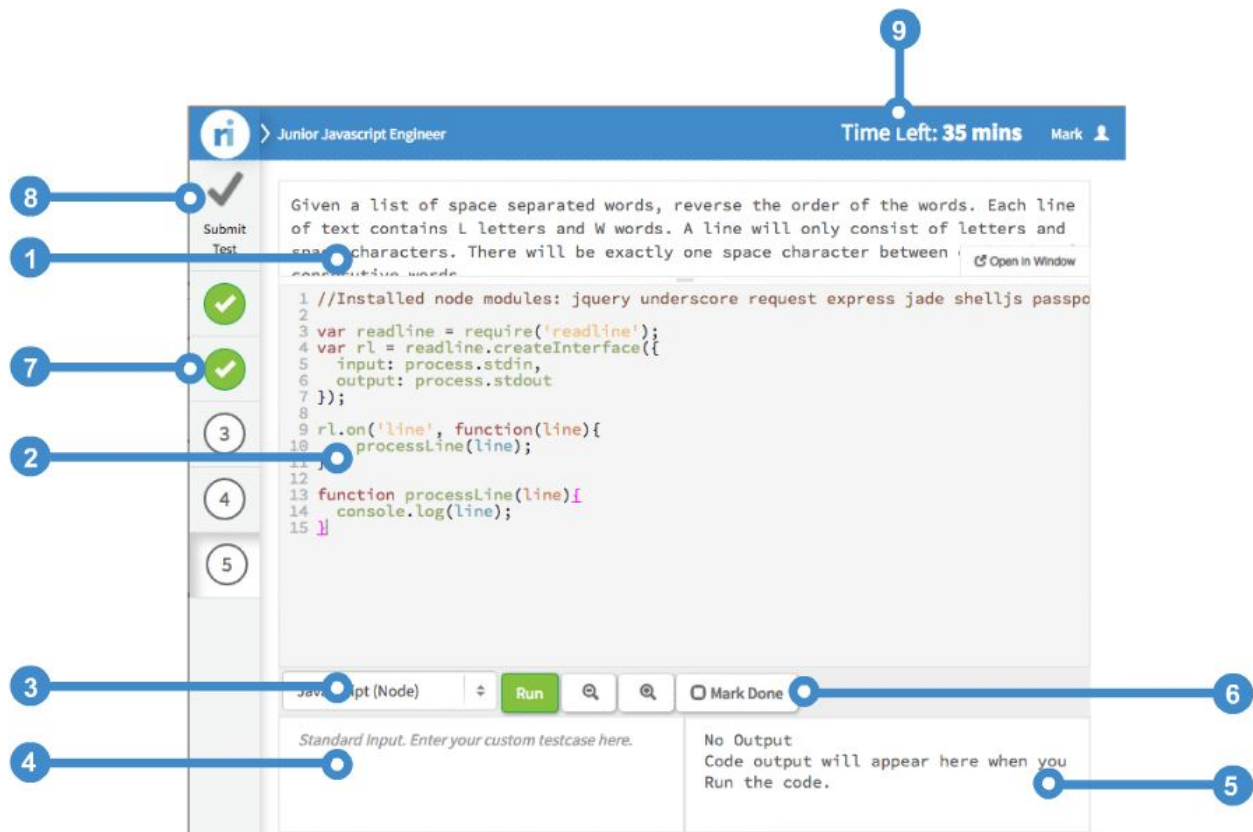 9
ri Junior Javascript Engineer Time Left: 35 mins Mark
8
Submit
Test
1
Given a list of space separated words, reverse the order of the words. Each line
of text contains L letters and W words. A line will only consist of letters and
characters. There will be exactly one space character between
Open in Window
consecutive words
1 //Installed node modules: jquery underscore request express jade shelljs passpo
2
3 var readline = require('readline');
4 var rl = readline.createInterface({
5 input: process.stdin,
6 output: process.stdout
7 });
8
9 rl.on('line', function(line){
10 processLine(line);
11 }
12
13 function processLine(line){
14 console.log(line);
15 }
7
3
2
4
5
3
(Node)
Run
Mark Done
6
4
Standard Input. Enter your custom testcase here.
No Output
Code output will appear here when you
Run the code.
5